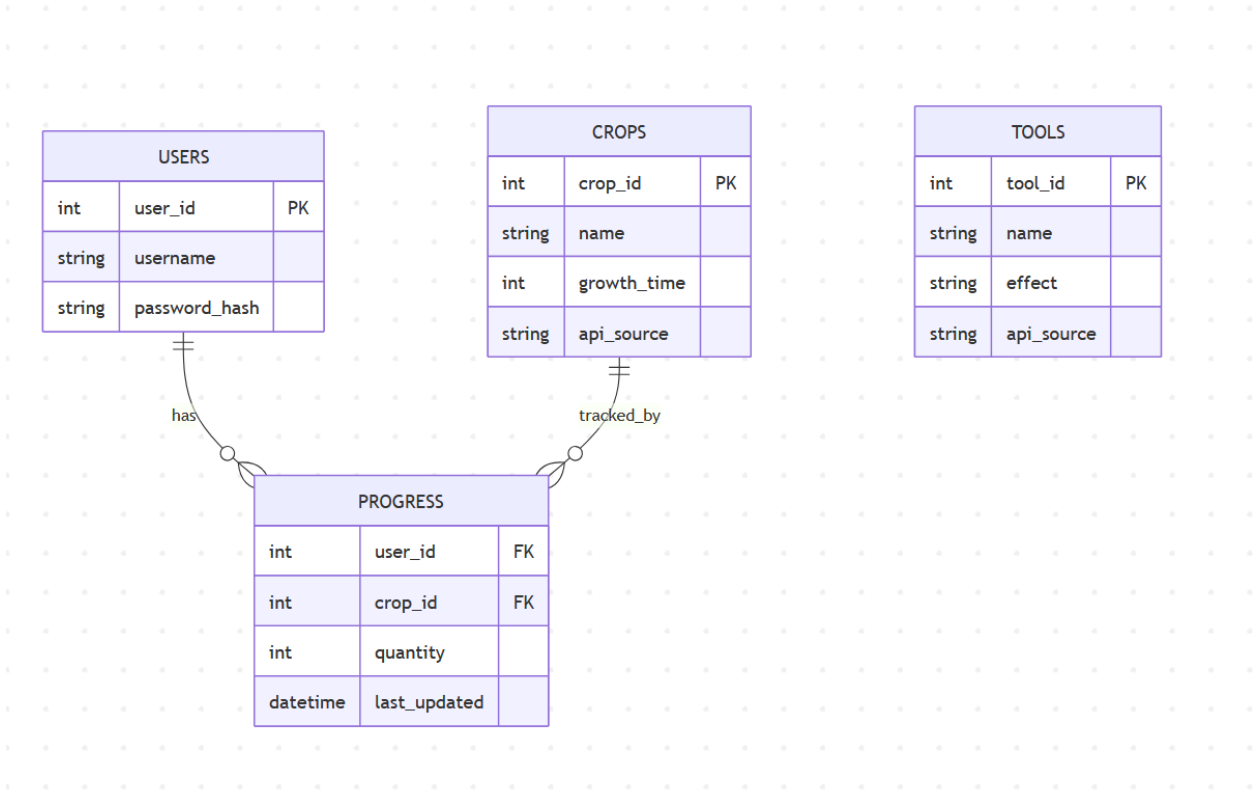 USERS
int user_id PK
string username
string password_hash
CROPS
int crop_id PK
string name
int growth_time
string api_source
TOOLS
int tool_id PK
string name
string effect
string api_source
has
tracked_by
PROGRESS
int user_id FK
int crop_id FK
int quantity
datetime last_updated